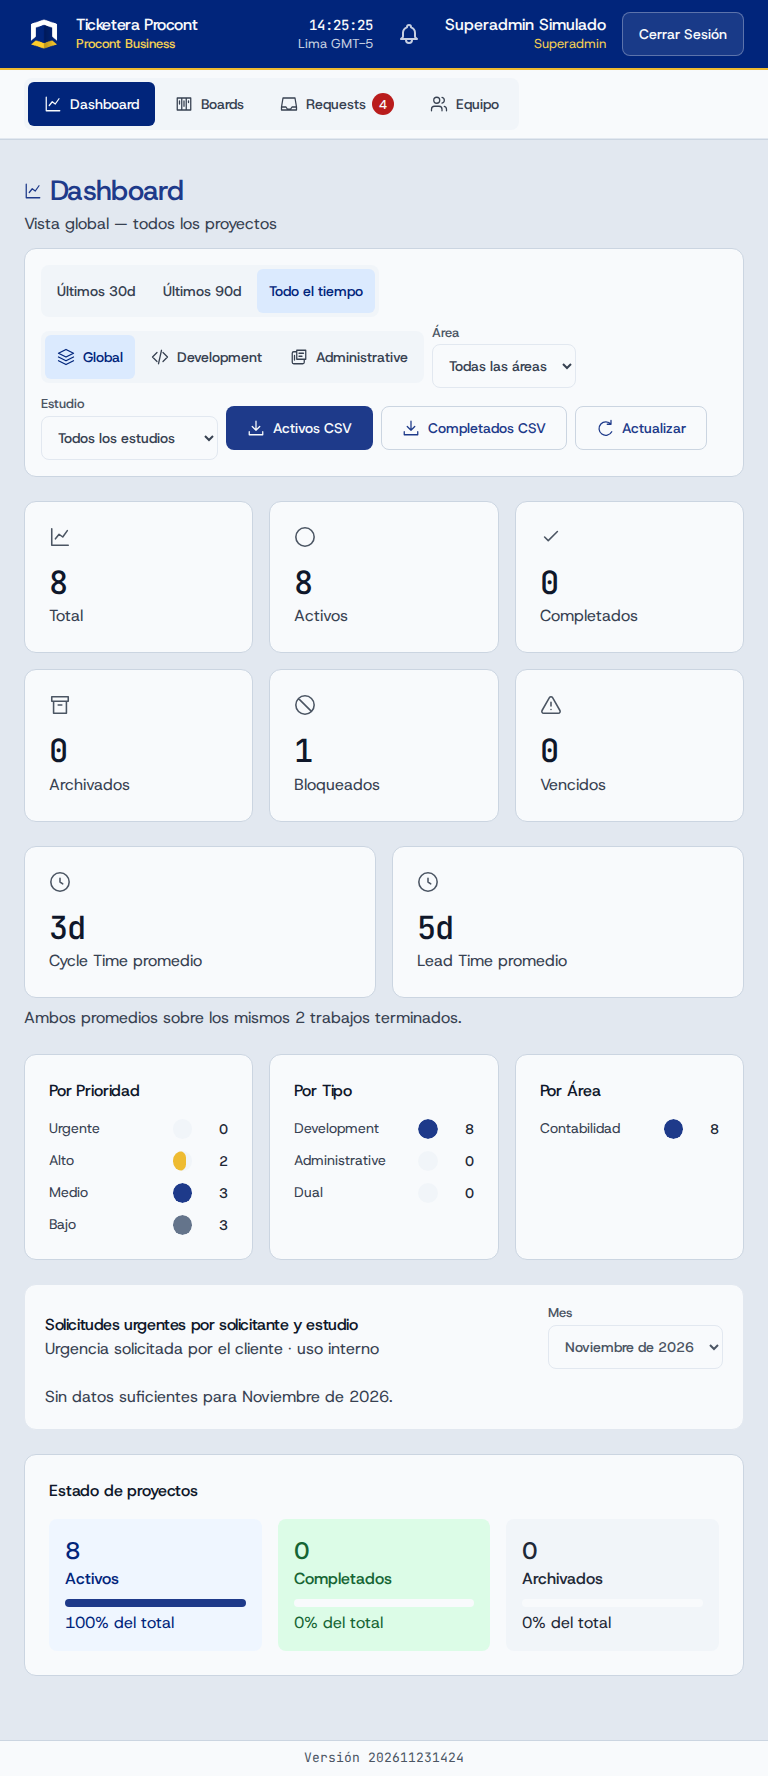 Ticketera Procont
Procont Business
14:25:25
Lima GMT-5
Superadmin Simulado
Superadmin
Cerrar Sesión
Dashboard
Boards
Requests 4
Equipo
Dashboard
Vista global — todos los proyectos
Últimos 30d
Últimos 90d
Todo el tiempo
Global
Development
Administrative
Área
Todas las áreas
Estudio
Todos los estudios
Activos CSV
Completados CSV
Actualizar
8
Total
8
Activos
0
Completados
0
Archivados
1
Bloqueados
0
Vencidos
3d
Cycle Time promedio
5d
Lead Time promedio
Ambos promedios sobre los mismos 2 trabajos terminados.
Por Prioridad
Urgente 0
Alto 2
Medio 3
Bajo 3
Por Tipo
Development 8
Administrative 0
Dual 0
Por Área
Contabilidad 8
Solicitudes urgentes por solicitante y estudio
Urgencia solicitada por el cliente · uso interno
Mes
Noviembre de 2026
Sin datos suficientes para Noviembre de 2026.
Estado de proyectos
8
Activos
100% del total
0
Completados
0% del total
0
Archivados
0% del total
Versión 202611231424